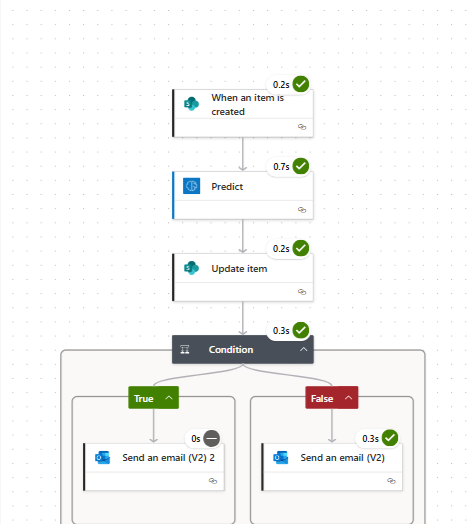 0.2s
When an item is
created
0.7s
Predict
0.2s
Update item
0.3s
Condition
True
False
0s
0.3s
Send an email (V2) 2
Send an email (V2)